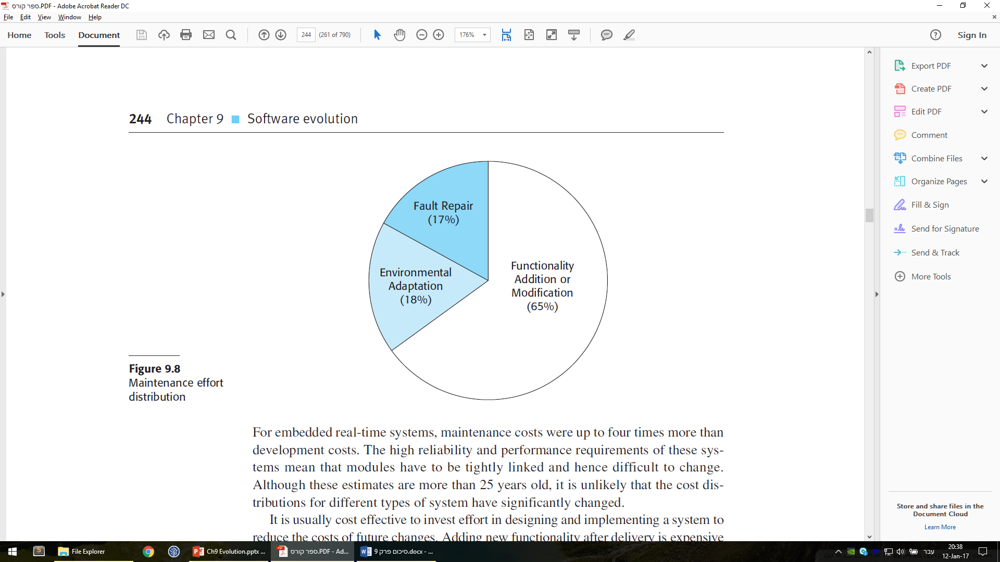 ספר קורס.PDF - Adobe Acrobat Reader DC
File Edit View Window Help
Home Tools Document 244 (261 of 790) 176% Sign In
Export PDF
Create PDF
Edit PDF
Comment
Combine Files
Organize Pages
Fill & Sign
Send for Signature
Send & Track
More Tools
Store and share files in the
Document Cloud
Learn More
244 Chapter 9 Software evolution
Fault Repair
(17%)
Environmental
Adaptation
(18%)
Functionality
Addition or
Modification
(65%)
Figure 9.8
Maintenance effort
distribution
For embedded real-time systems, maintenance costs were up to four times more than
development costs. The high reliability and performance requirements of these sys-
tems mean that modules have to be tightly linked and hence difficult to change.
Although these estimates are more than 25 years old, it is unlikely that the cost dis-
tributions for different types of system have significantly changed.
It is usually cost effective to invest effort in designing and implementing a system to
reduce the costs of future changes. Adding new functionality after delivery is expensive
File Explorer
Ch9 Evolution.pptx ...
ספר קורס.PDF - Ad...
סיכום פרק 9.docx - ...
עבר
20:38
12-Jan-17